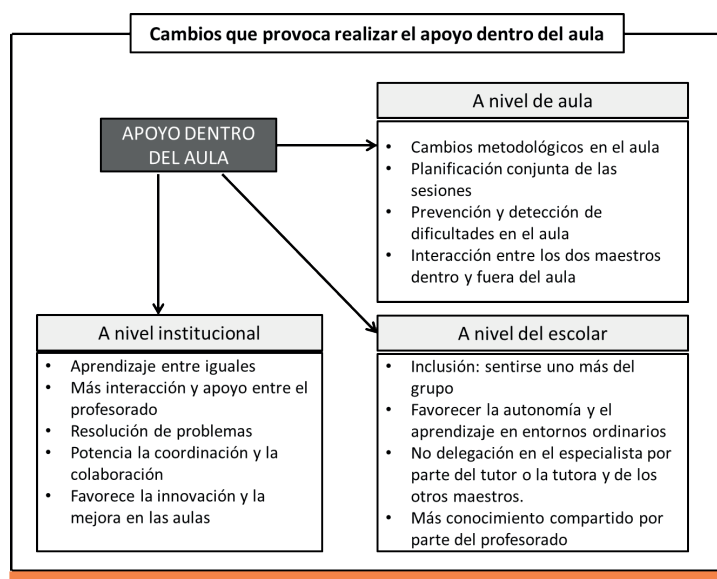 Cambios que provoca realizar el apoyo dentro del aula
APOYO DENTRO
DEL AULA
A nivel de aula
• Cambios metodológicos en el aula
• Planificación conjunta de las
sesiones
• Prevención y detección de
dificultades en el aula
• Interacción entre los dos maestros
dentro y fuera del aula
A nivel institucional
• Aprendizaje entre iguales
• Más interacción y apoyo entre el
profesorado
• Resolución de problemas
• Potencia la coordinación y la
colaboración
• Favorece la innovación y la
mejora en las aulas
A nivel del escolar
• Inclusión: sentirse uno más del
grupo
• Favorecer la autonomía y el
aprendizaje en entornos ordinarios
• No delegación en el especialista por
parte del tutor o la tutora y de los
otros maestros.
• Más conocimiento compartido por
parte del profesorado